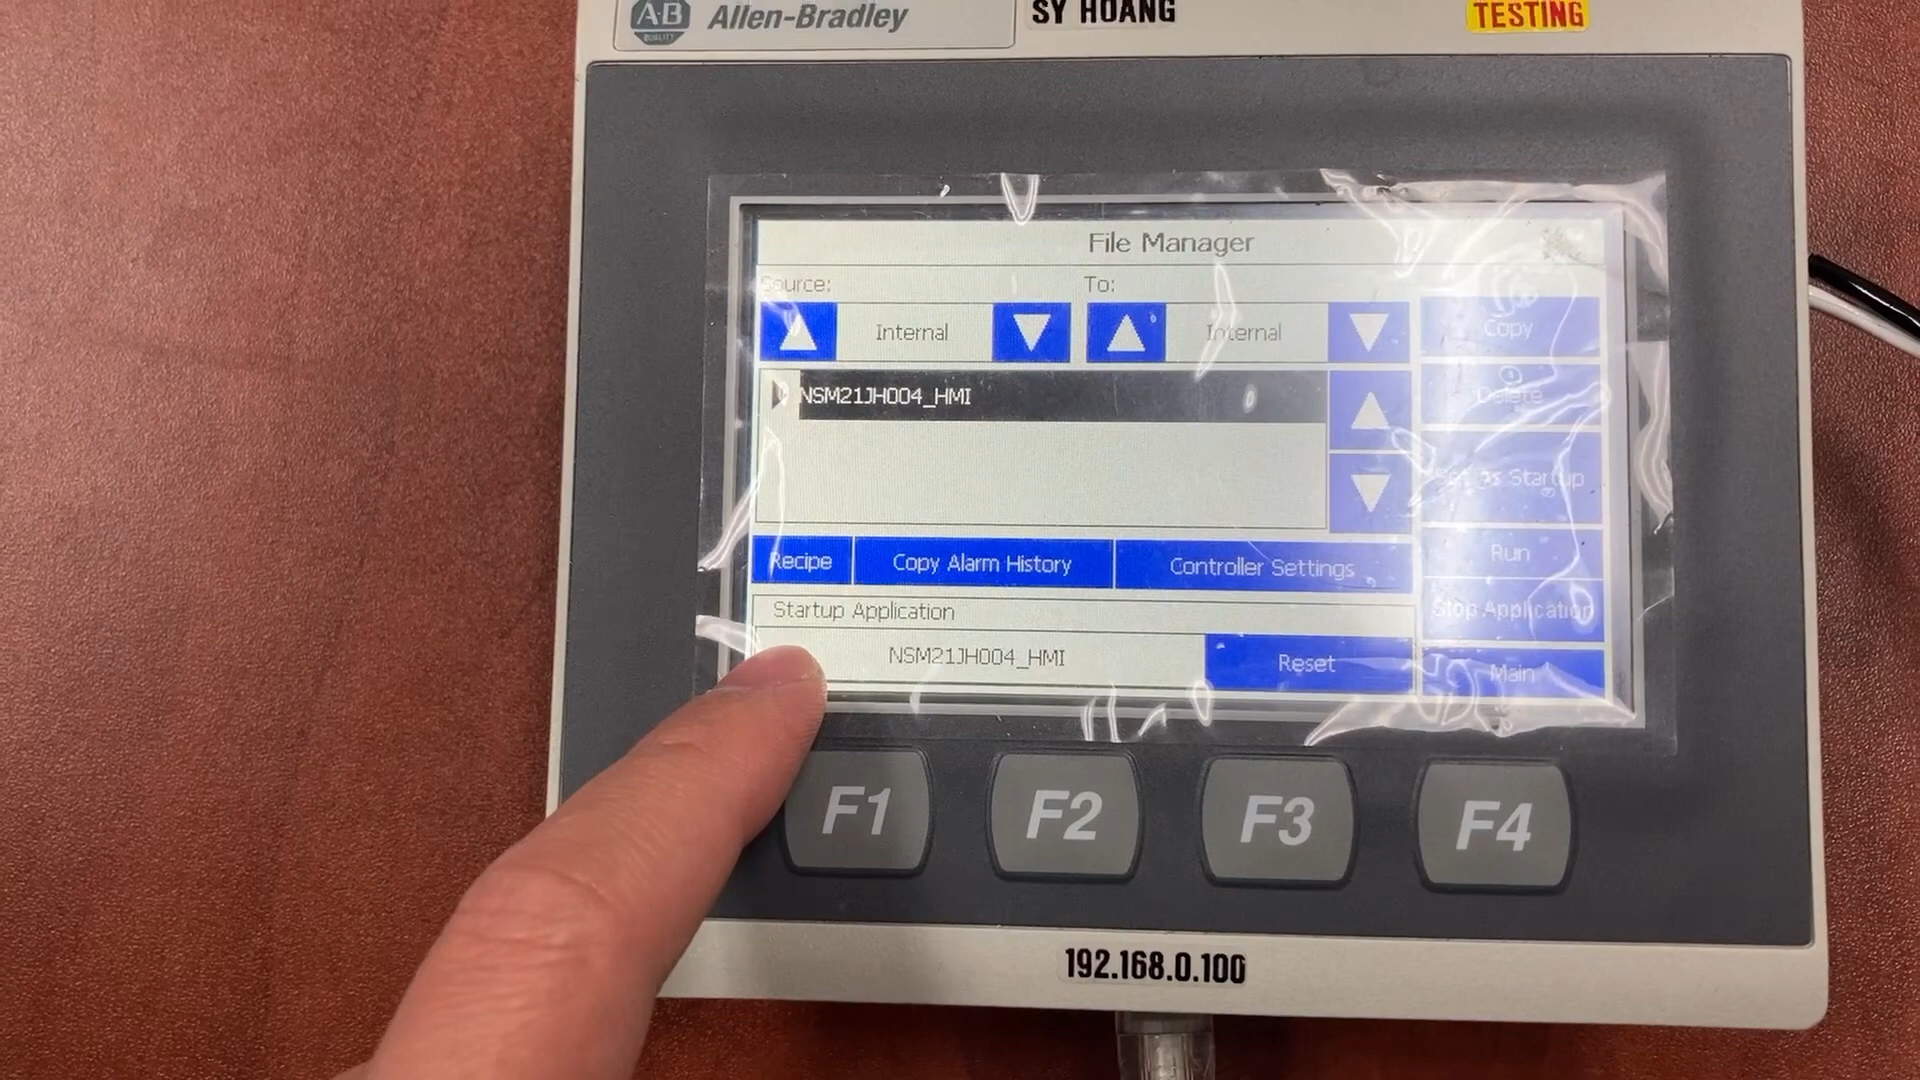 AB
QUALITY
Allen-Bradley
SY HOANG
TESTING
File Manager
Source:
To:
Internal
Internal
Copy
NSM21JH004_HMI
Delete
Set as Startup
Run
Recipe
Copy Alarm History
Controller Settings
Startup Application
Stop Application
NSM21JH004_HMI
Reset
Main
F1
F2
F3
F4
192.168.0.100